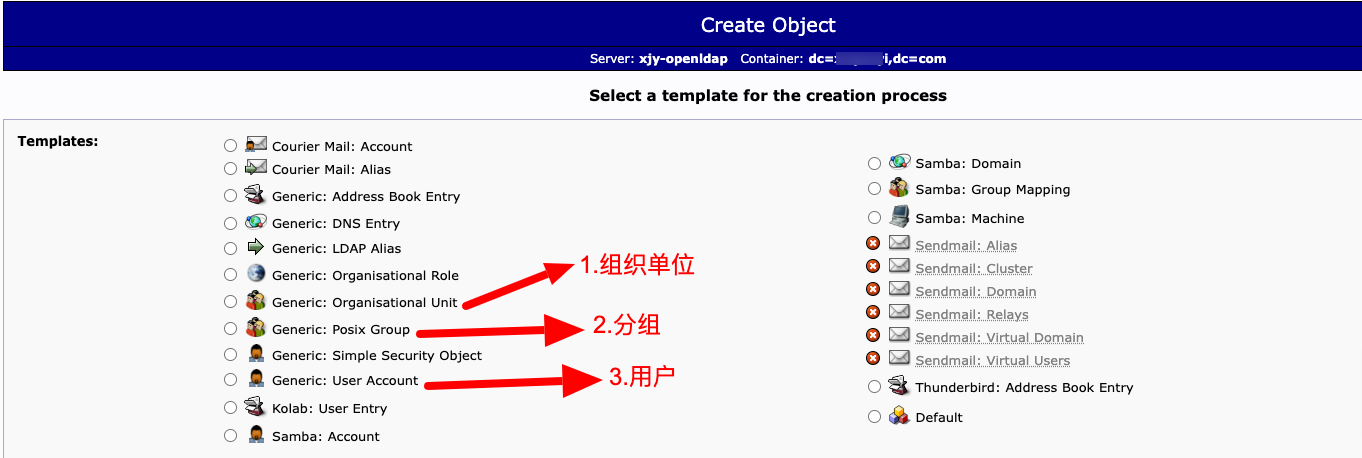 Create Object
Server: xjy-openldap Container: dc= i,dc=com
Select a template for the creation process
Templates:
Courier Mail: Account
Courier Mail: Alias
Generic: Address Book Entry
Generic: DNS Entry
Generic: LDAP Alias
Generic: Organisational Role
Generic: Organisational Unit
1.组织单位
Generic: Posix Group
2.分组
Generic: Simple Security Object
Generic: User Account
3.用户
Kolab: User Entry
Samba: Account
Samba: Domain
Samba: Group Mapping
Samba: Machine
Sendmail: Alias
Sendmail: Cluster
Sendmail: Domain
Sendmail: Relays
Sendmail: Virtual Domain
Sendmail: Virtual Users
Thunderbird: Address Book Entry
Default